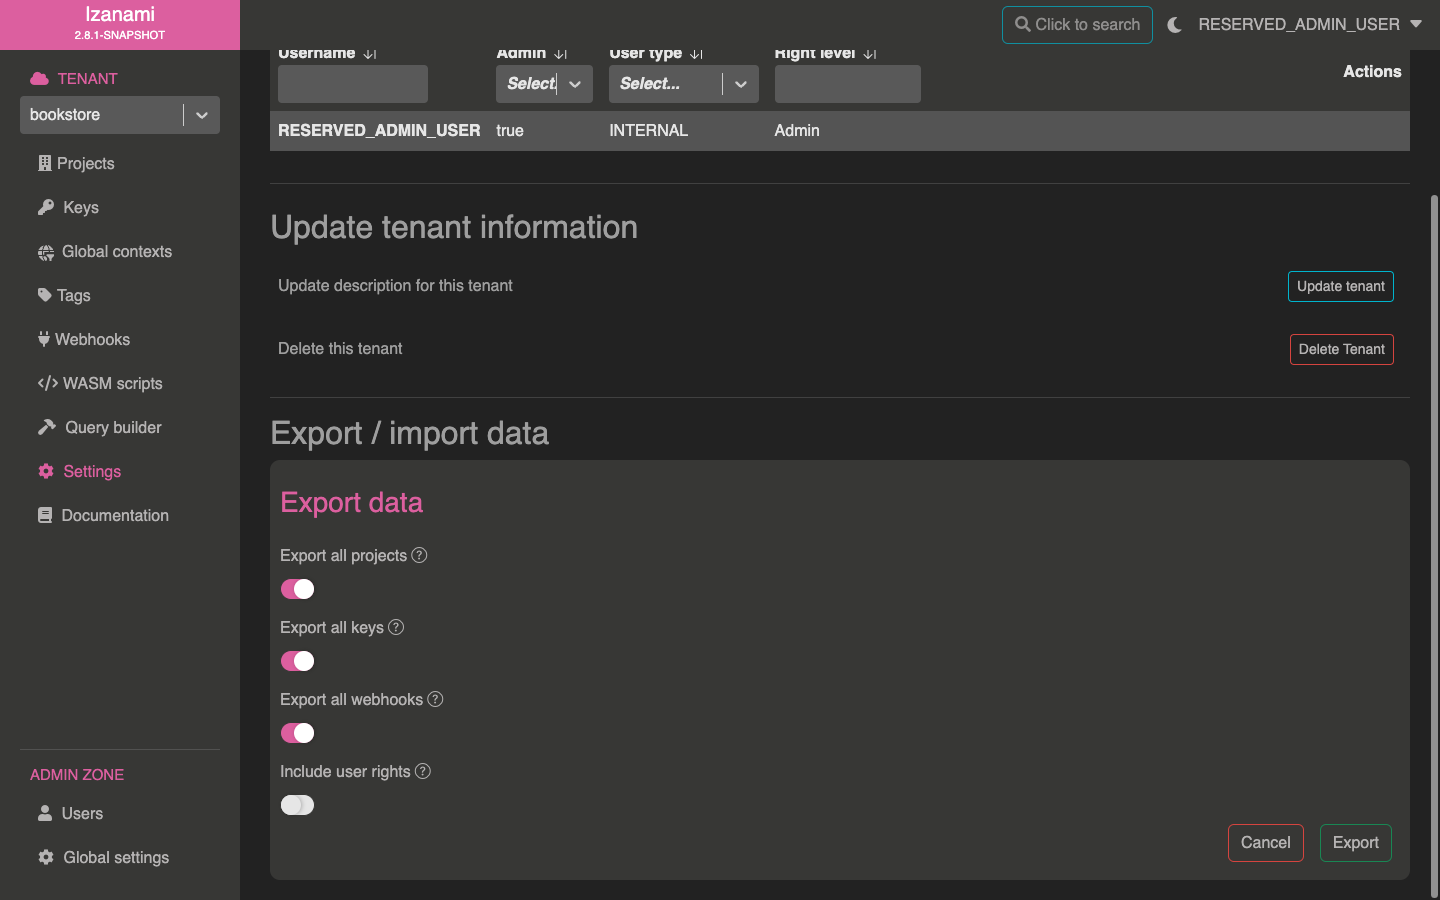 Izanami
2.8.1-SNAPSHOT
Click to search
RESERVED_ADMIN_USER
TENANT
bookstore
Projects
Keys
Global contexts
Tags
Webhooks
WASM scripts
Query builder
Settings
Documentation
ADMIN ZONE
Users
Global settings
Username
Admin
User type
Right level
Actions
Select...
Select...
RESERVED_ADMIN_USER true INTERNAL Admin
Update tenant information
Update description for this tenant
Update tenant
Delete this tenant
Delete Tenant
Export / import data
Export data
Export all projects
Export all keys
Export all webhooks
Include user rights
Cancel
Export